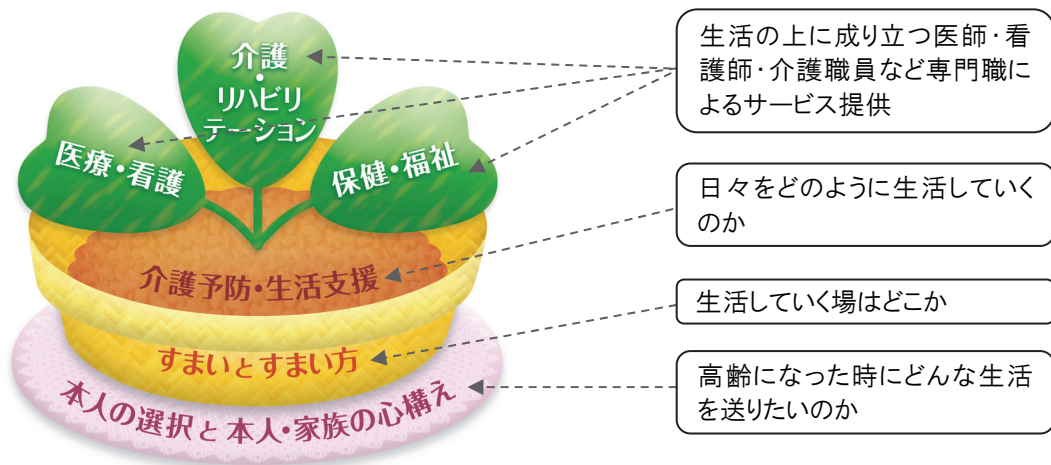 介護
・
リハビリ
テーション
医療・看護
保健・福祉
介護予防・生活支援
すまいとすまい方
本人の選択と本人・家族の心構え
生活の上に成り立つ医師・看
護師・介護職員など専門職に
よるサービス提供
日々をどのように生活していく
のか
生活していく場はどこか
高齢になった時にどんな生活
を送りたいのか